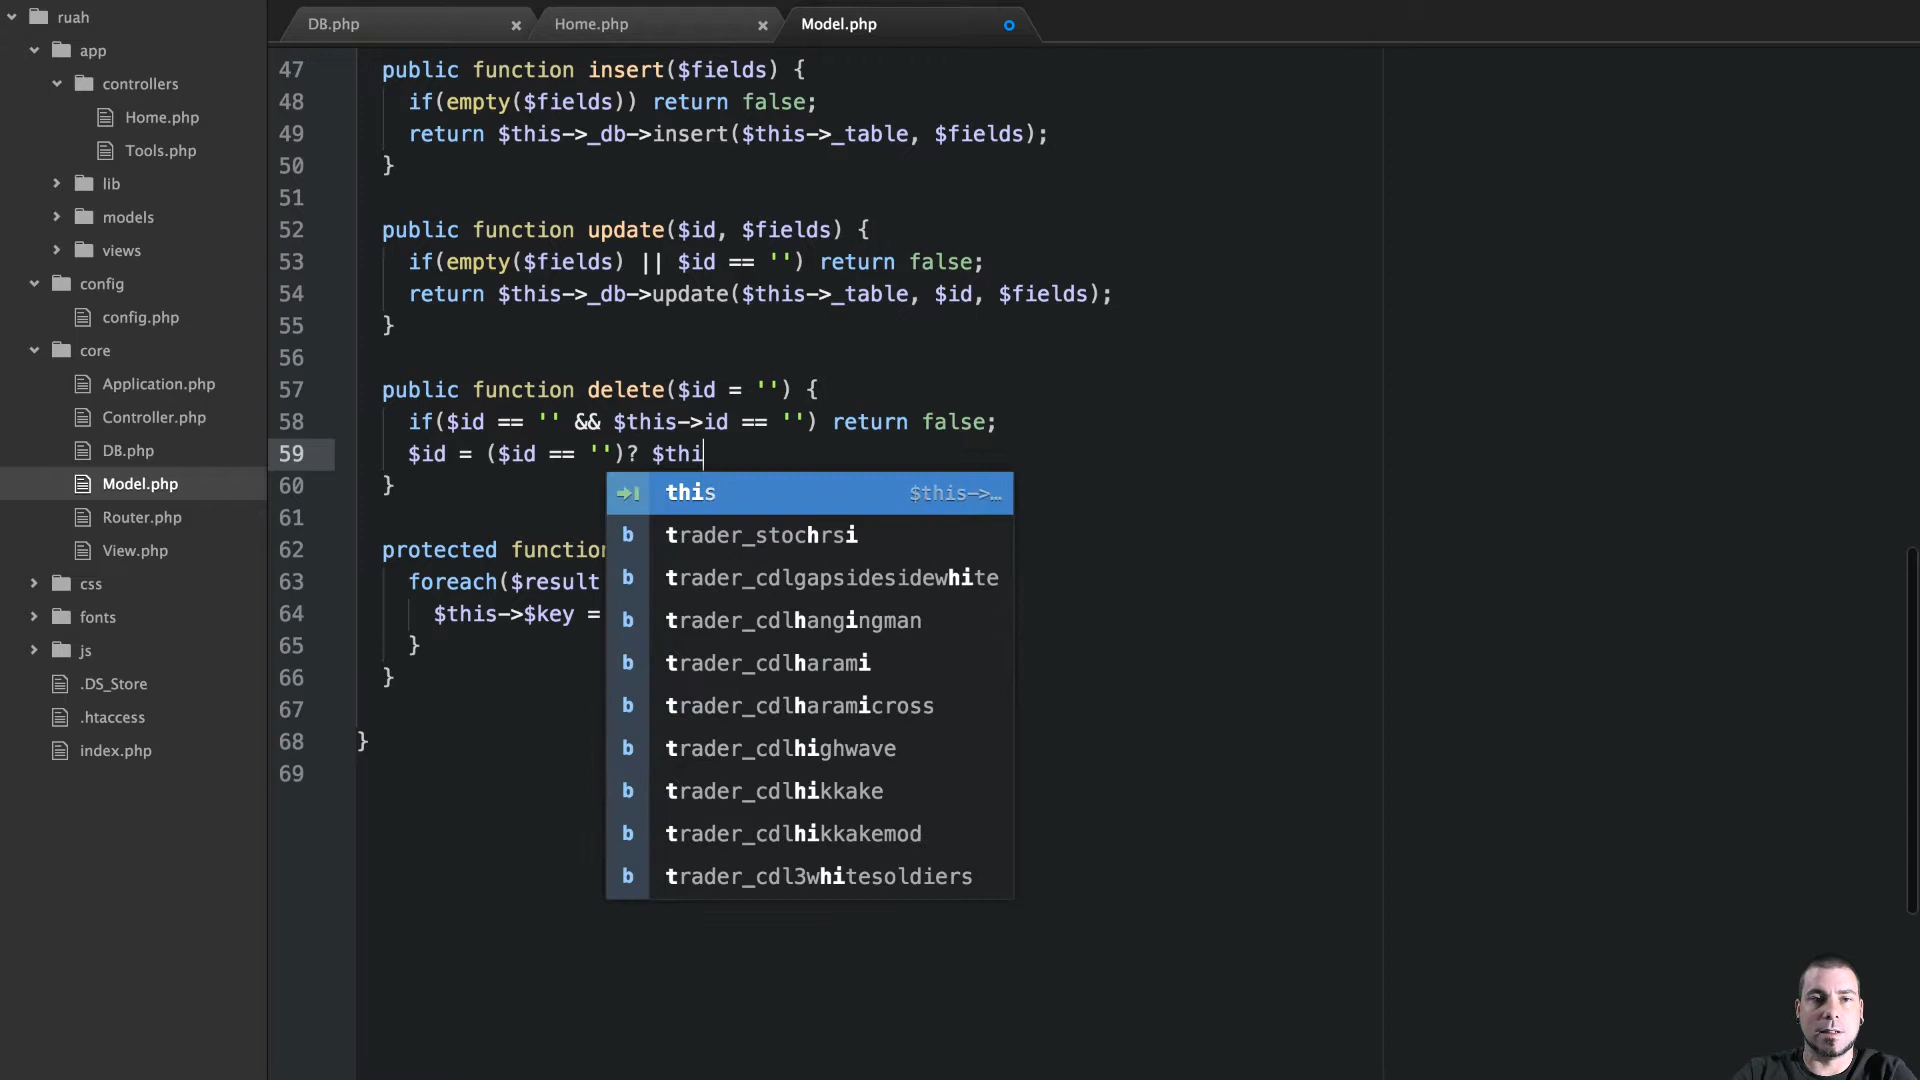 ruah
app
controllers
Home.php
Tools.php
lib
models
views
config
config.php
core
Application.php
Controller.php
DB.php
Model.php
Router.php
View.php
css
fonts
js
.DS_Store
.htaccess
index.php
DB.php
Home.php
Model.php
47 public function insert($fields) {
48 if(empty($fields)) return false;
49 return $this->_db->insert($this->_table, $fields);
50 }
51
52 public function update($id, $fields) {
53 if(empty($fields) || $id == '') return false;
54 return $this->_db->update($this->_table, $id, $fields);
55 }
56
57 public function delete($id = '') {
58 if($id == '' && $this->id == '') return false;
59 $id = ($id == '')? $thi
60 }
61
62 protected function
63 foreach($result
64 $this->$key =
65 }
66 }
67
68 }
69
this $this->…
b trader_stochrsi
b trader_cdlgapsidesidewhite
b trader_cdlhangingman
b trader_cdlharami
b trader_cdlharamicross
b trader_cdlhighwave
b trader_cdlhikkake
b trader_cdlhikkakemod
b trader_cdl3whitesoldiers